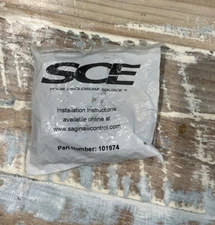 SCE
YOUR ENCLOSURE SOURCE
Installation Instructions
available online at
www.saginawcontrol.com
Part Number: 101974